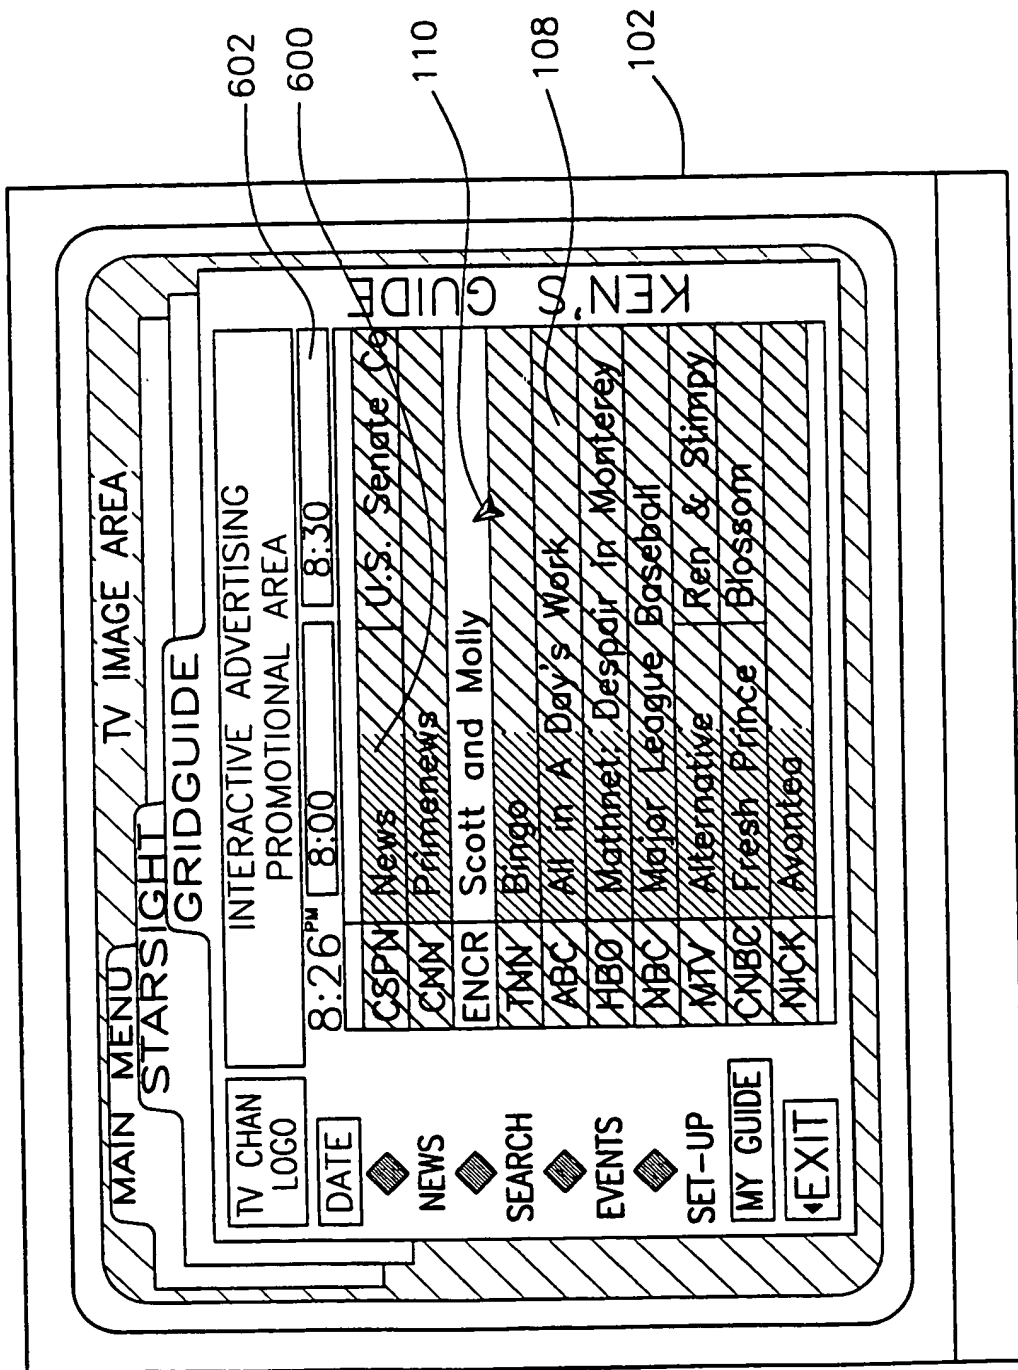 TV IMAGE AREA
MAIN MENU
STARSIGHT
GRIDGUIDE
TV CHAN
LOGO
INTERACTIVE ADVERTISING
PROMOTIONAL AREA
DATE
8:26 PM 8:00 8:30
CSPN News U.S. Senate Co
CNN Primenews
ENCR Scott and Molly
TNN Bingo
ABC All in A Day's Work
HBO Mathnet: Despair in Monterey
NBC Major League Baseball
MTV Alternative Ren & Stimpy
CNBC Fresh Prince Blossom
NICK Avontea
NEWS
SEARCH
EVENTS
SET-UP
MY GUIDE
EXIT
KEN'S GUIDE
602
600
110
108
102